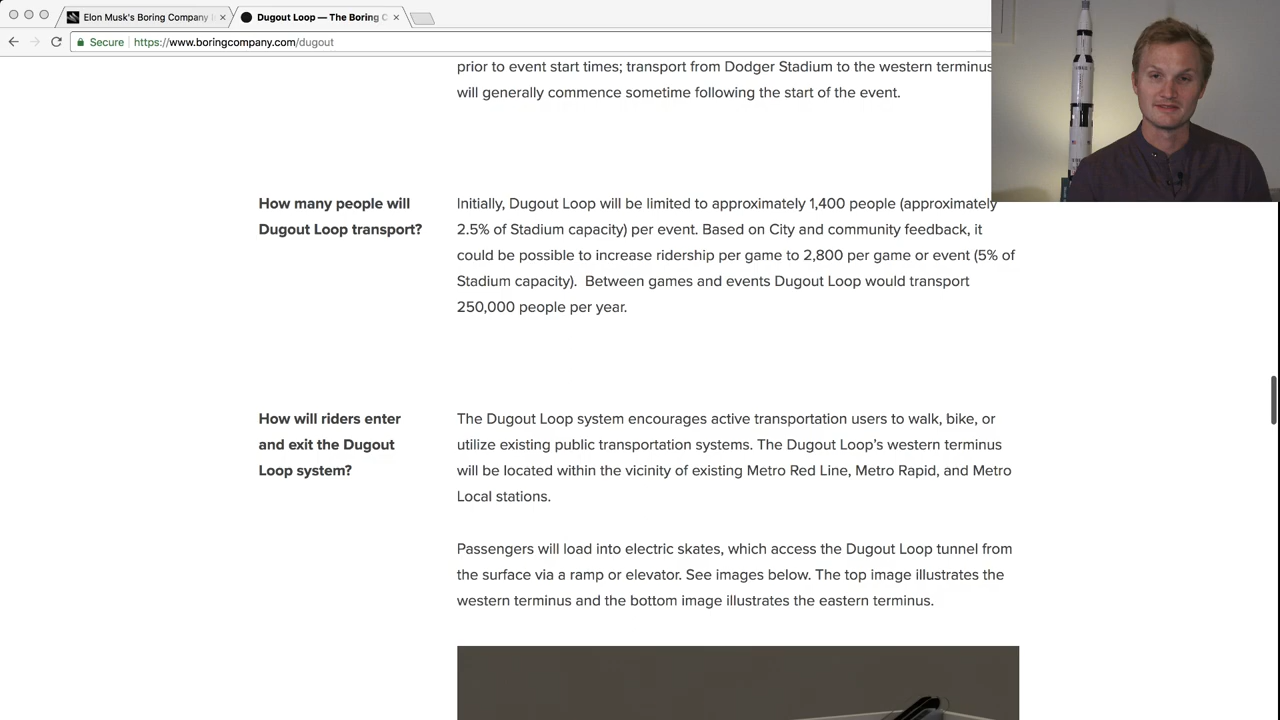 Elon Musk's Boring Company
Dugout Loop — The Boring C
Secure
https://www.boringcompany.com/dugout
prior to event start times; transport from Dodger Stadium to the western terminus
will generally commence sometime following the start of the event.
How many people will
Dugout Loop transport?
Initially, Dugout Loop will be limited to approximately 1,400 people (approximately
2.5% of Stadium capacity) per event. Based on City and community feedback, it
could be possible to increase ridership per game to 2,800 per game or event (5% of
Stadium capacity).  Between games and events Dugout Loop would transport
250,000 people per year.
How will riders enter
and exit the Dugout
Loop system?
The Dugout Loop system encourages active transportation users to walk, bike, or
utilize existing public transportation systems. The Dugout Loop’s western terminus
will be located within the vicinity of existing Metro Red Line, Metro Rapid, and Metro
Local stations.
Passengers will load into electric skates, which access the Dugout Loop tunnel from
the surface via a ramp or elevator. See images below. The top image illustrates the
western terminus and the bottom image illustrates the eastern terminus.